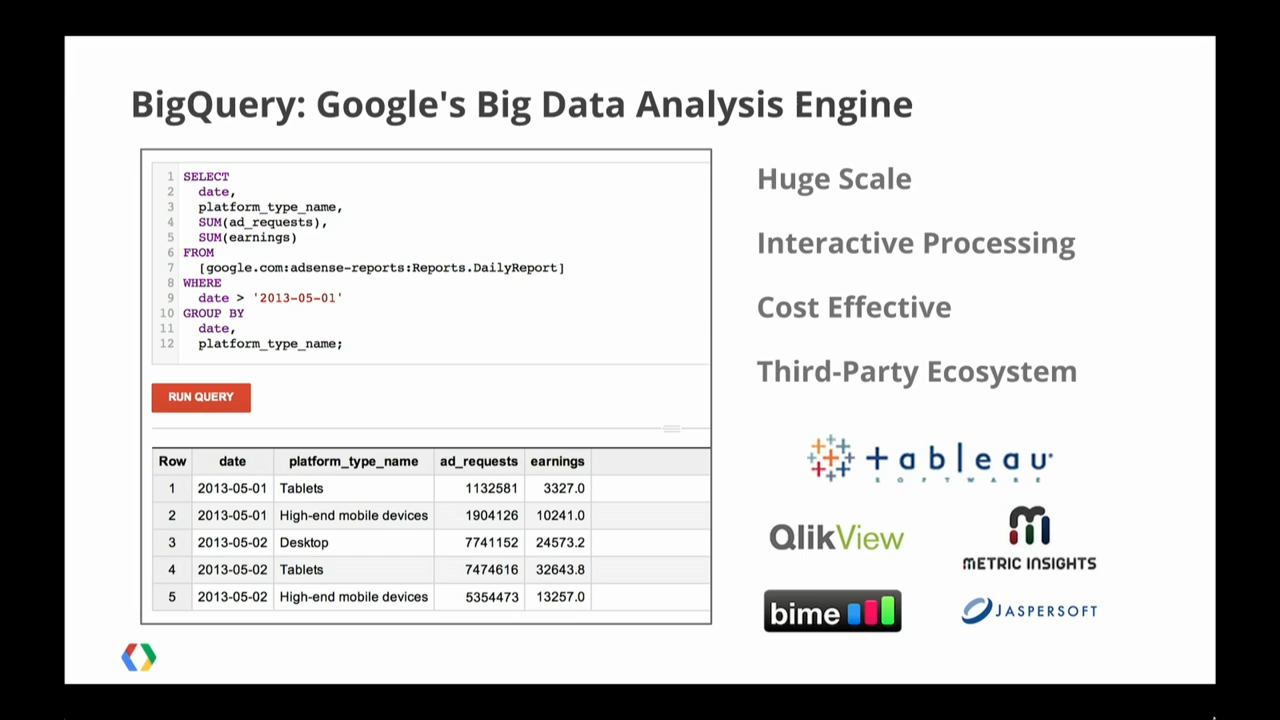 BigQuery: Google's Big Data Analysis Engine
1 SELECT
2 date,
3 platform_type_name,
4 SUM(ad_requests),
5 SUM(earnings)
6 FROM
7 [google.com:adsense-reports:Reports.DailyReport]
8 WHERE
9 date > '2013-05-01'
10 GROUP BY
11 date,
12 platform_type_name;
RUN QUERY
Row date platform_type_name ad_requests earnings
1 2013-05-01 Tablets 1132581 3327.0
2 2013-05-01 High-end mobile devices 1904126 10241.0
3 2013-05-02 Desktop 7741152 24573.2
4 2013-05-02 Tablets 7474616 32643.8
5 2013-05-02 High-end mobile devices 5354473 13257.0
Huge Scale
Interactive Processing
Cost Effective
Third-Party Ecosystem
+ableau
SOFTWARE
QlikView
METRIC INSIGHTS
bime
JASPERSOFT